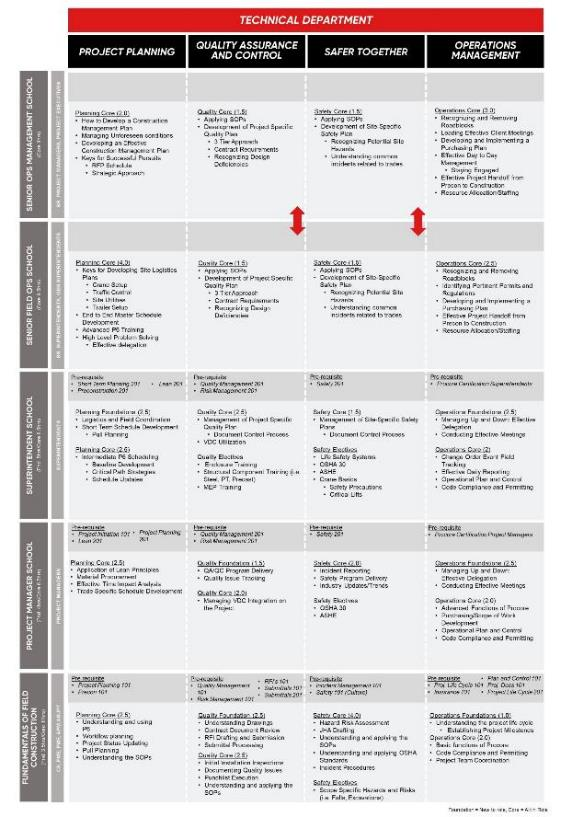 TECHNICAL DEPARTMENT
PROJECT PLANNING
QUALITY ASSURANCE
AND CONTROL
SAFER TOGETHER
OPERATIONS
MANAGEMENT
SENIOR OPS MANAGEMENT SCHOOL
Planning Core (2.0)
• How to Develop a Construction
Management Plan
• Managing Unforeseen conditions
• Developing an Effective
Construction Management Plan
• Keys for Successful Pursuits
• RFP Schedule
• Strategic Approach
Quality Core (1.5)
• Applying SOPs
• Development of Project Specific
Quality Plan
• 3 Tier Approach
• Contract Requirements
• Recognizing Design
Deficiencies
Safety Core (1.5)
• Applying SOPs
• Development of Site-Specific
Safety Plan
• Recognizing Potential Site
Hazards
• Understanding common
incidents related to trades
Operations Core (3.0)
• Recognizing and Removing
Roadblocks
• Leading Effective Client Meetings
• Developing and Implementing a
Purchasing Plan
• Effective Day to Day
Management
• Staying Engaged
• Effective Project Handoff from
Precon to Construction
• Resource Allocation/Staffing
SENIOR FIELD OPS SCHOOL
Planning Core (4.0)
• Keys for Developing Site Logistics
Plans
• Crane Setup
• Traffic Control
• Site Utilities
• Trailer Setup
• End to End Master Schedule
Development
• Advanced P6 Training
• High Level Problem Solving
• Effective delegation
Quality Core (1.5)
• Applying SOPs
• Development of Project Specific
Quality Plan
• 3 Tier Approach
• Contract Requirements
• Recognizing Design
Deficiencies
Safety Core (1.5)
• Applying SOPs
• Development of Site-Specific
Safety Plan
• Recognizing Potential Site
Hazards
• Understanding common
incidents related to trades
Operations Core (2.5)
• Recognizing and Removing
Roadblocks
• Identifying Pertinent Permits and
Regulations
• Developing and Implementing a
Purchasing Plan
• Effective Project Handoff from
Precon to Construction
• Resource Allocation/Staffing
SUPERINTENDENT SCHOOL
SUPERINTENDENTS
Pre-requisite
• Short Term Planning 201 • Lean 201
• Preconstruction 201
Planning Foundations (2.5)
• Logistics and Field Coordination
• Short Term Schedule Development
• Pull Planning
Planning Core (2.5)
• Intermediate P6 Scheduling
• Baseline Development
• Critical Path Strategies
• Schedule Updates
Pre-requisite
• Quality Management 201
• Risk Management 201
Quality Core (2.5)
• Management of Project Specific
Quality Plan
• Document Control Process
• VDC Utilization
Quality Electives
• Enclosure Training
• Structural Component Training (i.e.
Steel, PT, Precast)
• MEP Training
Pre-requisite
• Safety 201
Safety Core (1.5)
• Management of Site-Specific Safety
Plans
• Document Control Process
Safety Electives
• Life Safety Systems
• OSHA 30
• ASHE
• Crane Basics
• Safety Precautions
• Critical Lifts
Pre-requisite
• Procore Certification Superintendents
Operations Foundations (2.5)
• Managing Up and Down: Effective
Delegation
• Conducting Effective Meetings
Operations Core (2)
• Change Order Event Field
Tracking
• Effective Daily Reporting
• Operational Plan and Control
• Code Compliance and Permitting
PROJECT MANAGER SCHOOL
PROJECT MANAGERS
Pre-requisite
• Project Initiation 101 • Project Planning
• Lean 201 201
Planning Core (2.5)
• Application of Lean Principles
• Material Procurement
• Effective Time Impact Analysis
• Trade Specific Schedule Development
Pre-requisite
• Quality Management 201
• Risk Management 201
Quality Foundation (1.5)
• QA/QC Program Delivery
• Quality Issue Tracking
Quality Core (2.0)
• Managing VDC Integration on
the Project
Pre-requisite
• Safety 201
Safety Core (2.0)
• Incident Reporting
• Safety Program Delivery
• Industry Updates/Trends
Safety Electives
• OSHA 30
• ASHE
Pre-requisite
• Procore Certification Project Managers
Operations Foundations (2.5)
• Managing Up and Down:
Effective Delegation
• Conducting Effective Meetings
Operations Core (2.0)
• Advanced Functions of Procore
• Purchasing/Scope of Work
Development
• Operational Plan and Control
• Code Compliance and Permitting
FUNDAMENTALS OF FIELD
CONSTRUCTION
Pre-requisite
• Project Planning 101
• Precon 101
Planning Core (2.5)
• Understanding and using
P6
• Workflow planning
• Project Status Updating
• Pull Planning
• Understanding the SOPs
Pre-requisite
• Quality Management
101
• Risk Management 101
• RFI's 101
• Submittals 101
• Submittals 201
Quality Foundation (2.5)
• Understanding Drawings
• Contract Document Review
• RFI Drafting and Submission
• Submittal Processing
Quality Core (2.5)
• Initial Installation Inspections
• Documenting Quality Issues
• Punchlist Execution
• Understanding and applying the
SOPs
Pre-requisite
• Incident Management 101
• Safety 101 (Culture)
Safety Core (4.0)
• Hazard Risk Assessment
• JHA Drafting
• Understanding and applying the
SOPs
• Understanding and applying OSHA
Standards
• Incident Procedures
Safety Electives
• Scope Specific Hazards and Risks
(i.e. Falls, Excavations)
Pre-requisite
• Proj. Life Cycle 101
• Insurance 101
• Plan and Control 101
• Proj. Docs 101
• Project Life Cycle 201
Operations Foundations (1.5)
• Understanding the project life cycle
• Establishing Project Milestones
Operations Core (2.0)
• Basic functions of Procore
• Code Compliance and Permitting
• Project Team Coordination
Foundation = New to role, Core = All in Role